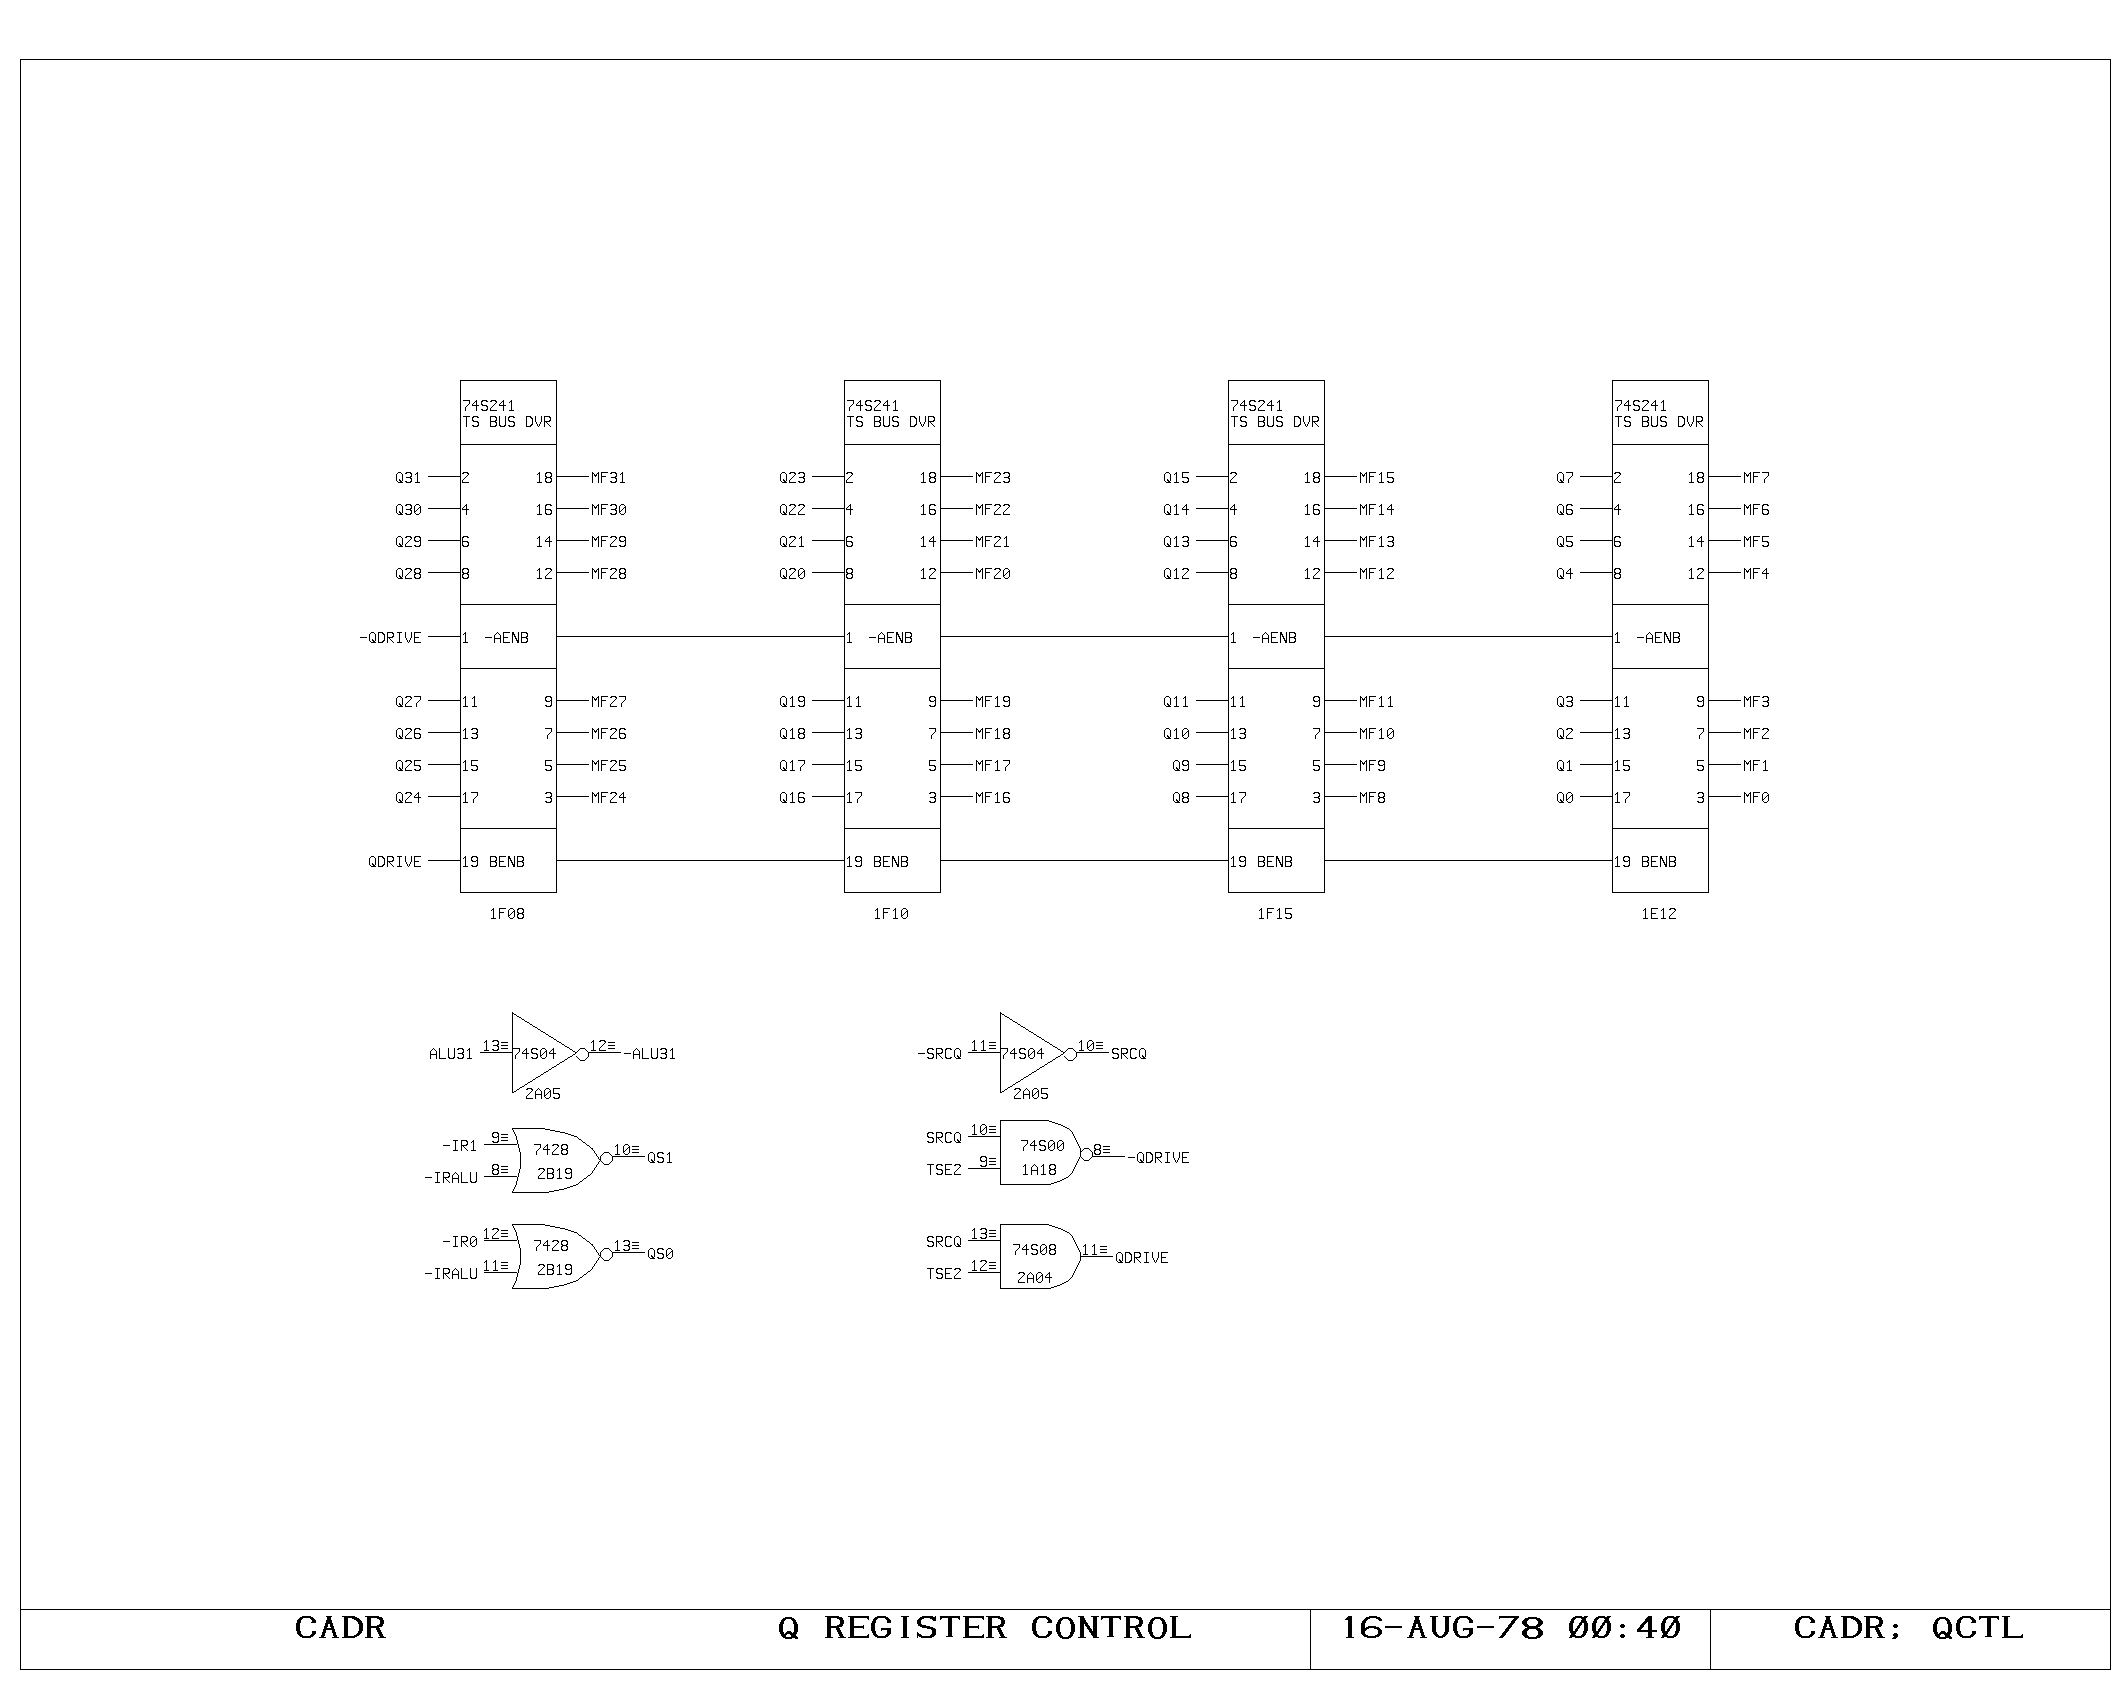 74S241 74S241 74S241 74S241
TS BUS DVR TS BUS DVR TS BUS DVR TS BUS DVR
Q31 2 18 MF31 Q23 2 18 MF23 Q15 2 18 MF15 Q7 2 18 MF7
Q30 4 16 MF30 Q22 4 16 MF22 Q14 4 16 MF14 Q6 4 16 MF6
Q29 6 14 MF29 Q21 6 14 MF21 Q13 6 14 MF13 Q5 6 14 MF5
Q28 8 12 MF28 Q20 8 12 MF20 Q12 8 12 MF12 Q4 8 12 MF4
-QDRIVE 1 -AENB 1 -AENB 1 -AENB 1 -AENB
Q27 11 9 MF27 Q19 11 9 MF19 Q11 11 9 MF11 Q3 11 9 MF3
Q26 13 7 MF26 Q18 13 7 MF18 Q10 13 7 MF10 Q2 13 7 MF2
Q25 15 5 MF25 Q17 15 5 MF17 Q9 15 5 MF9 Q1 15 5 MF1
Q24 17 3 MF24 Q16 17 3 MF16 Q8 17 3 MF8 Q0 17 3 MF0
QDRIVE 19 BENB 19 BENB 19 BENB 19 BENB
1F08 1F10 1F15 1E12
ALU31 13≡ 74S04 12≡ -ALU31
2A05
-IR1 9≡ 7428 10≡ QS1
-IRALU 8≡ 2B19
-IR0 12≡ 7428 13≡ QS0
-IRALU 11≡ 2B19
-SRCQ 11≡ 74S04 10≡ SRCQ
2A05
SRCQ 10≡ 74S00 8≡ -QDRIVE
TSE2 9≡ 1A18
SRCQ 13≡ 74S08 11≡ QDRIVE
TSE2 12≡ 2A04
CADR Q REGISTER CONTROL 16-AUG-78 00:40 CADR; QCTL